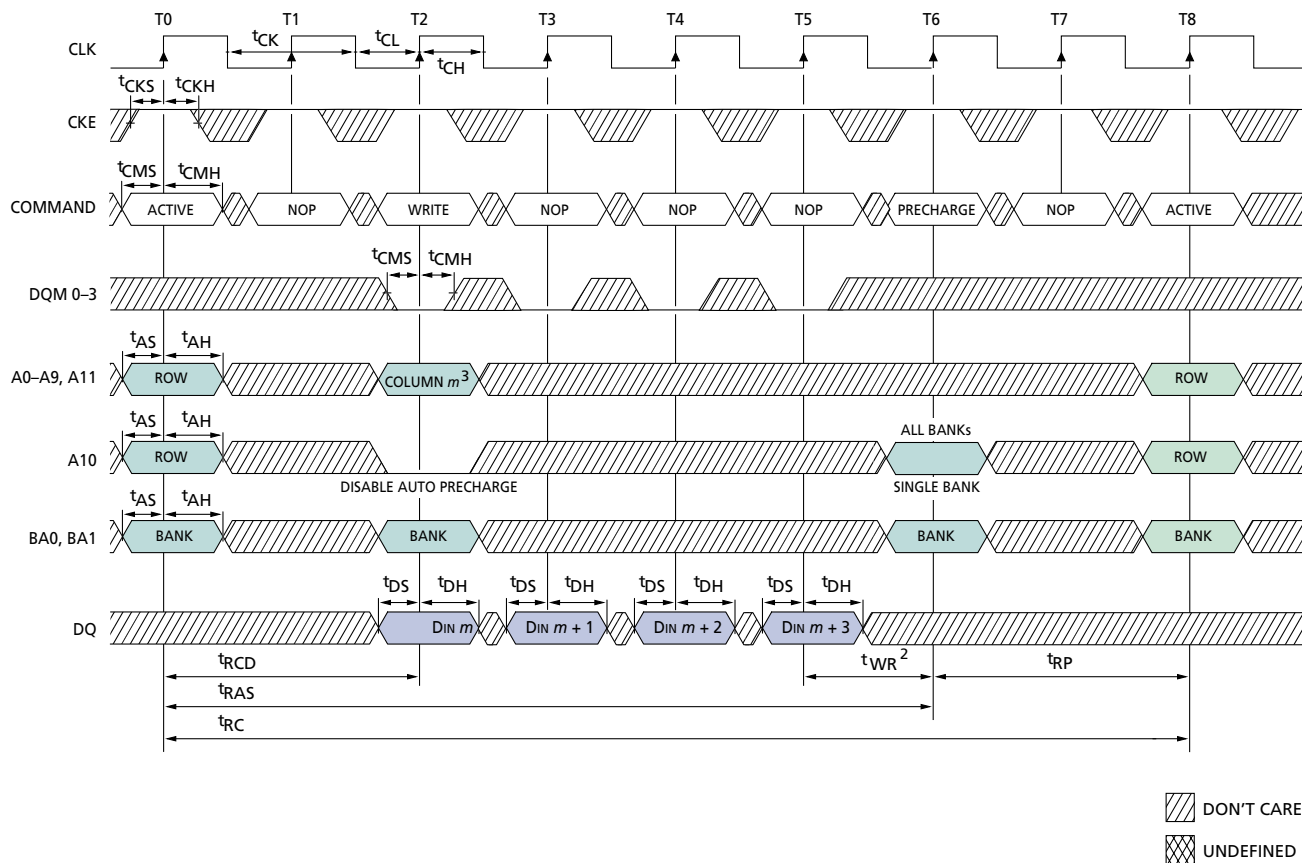 T0 T1 T2 T3 T4 T5 T6 T7 T8
CLK tCK tCL tCH
tCKS tCKH
CKE
tCMS tCMH
COMMAND ACTIVE NOP WRITE NOP NOP NOP PRECHARGE NOP ACTIVE
tCMS tCMH
DQM 0–3
tAS tAH
A0–A9, A11 ROW COLUMN m3 ROW
tAS tAH ALL BANKs
A10 ROW ROW
DISABLE AUTO PRECHARGE SINGLE BANK
tAS tAH
BA0, BA1 BANK BANK BANK BANK
tDS tDH tDS tDH tDS tDH tDS tDH
DQ DIN m DIN m + 1 DIN m + 2 DIN m + 3
tRCD tWR2 tRP
tRAS
tRC
DON'T CARE
UNDEFINED